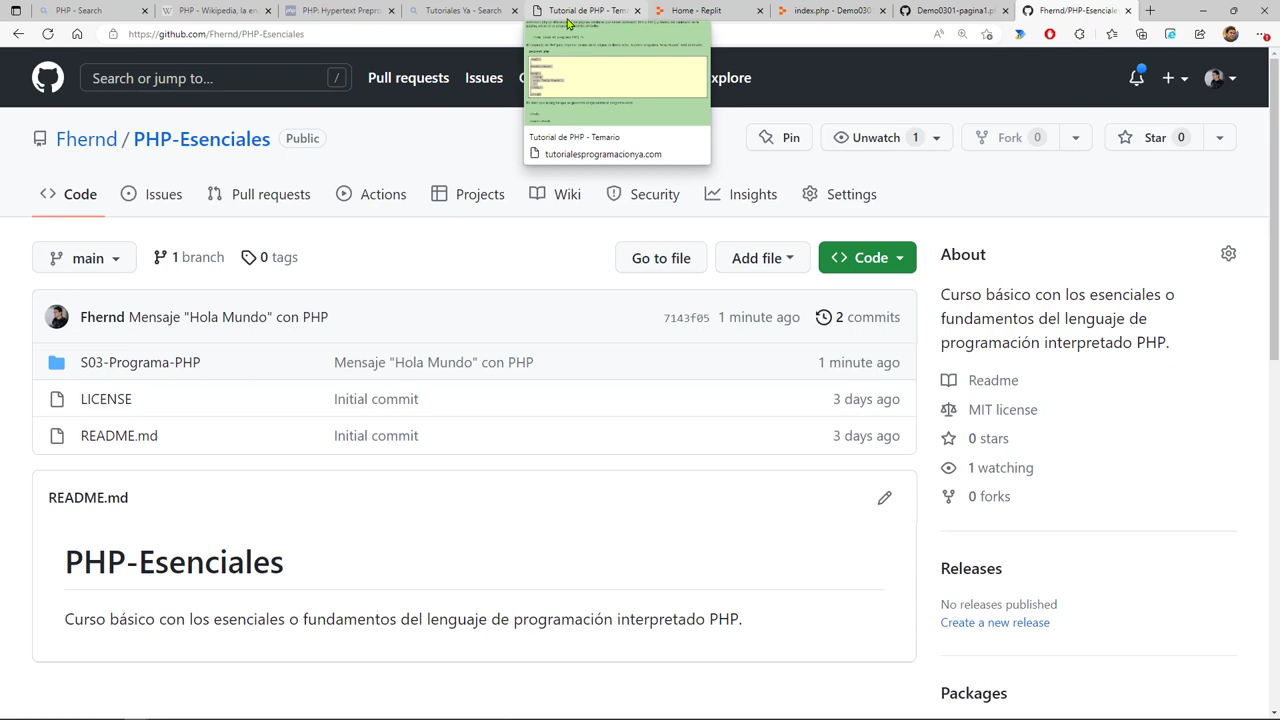 PHP - Search
PHP - Wikipedia, en
Intertpertet Prepro
Tutoriales Ya - Search
Tutorial de PHP - Tema
Home - Replit
index.php - Demo030
Demo0301-pagina1.p
Fhernd/PHP-Esenciale
https://github.com/Fhernd/PHP-Esenciales
Tutorial de PHP - Temario
tutorialesprogramacionya.com
or jump to...
/
Pull requests
Issues
xplore
Fhernd / PHP-Esenciales
Public
Pin
Unwatch 1
Fork 0
Star 0
Code
Issues
Pull requests
Actions
Projects
Wiki
Security
Insights
Settings
main
1 branch
0 tags
Go to file
Add file
Code
Fhernd Mensaje "Hola Mundo" con PHP
7143f05 1 minute ago
2 commits
S03-Programa-PHP
Mensaje "Hola Mundo" con PHP
1 minute ago
LICENSE
Initial commit
3 days ago
README.md
Initial commit
3 days ago
README.md
PHP-Esenciales
Curso básico con los esenciales o fundamentos del lenguaje de programación interpretado PHP.
About
Curso básico con los esenciales o
fundamentos del lenguaje de
programación interpretado PHP.
Readme
MIT license
0 stars
1 watching
0 forks
Releases
No releases published
Create a new release
Packages